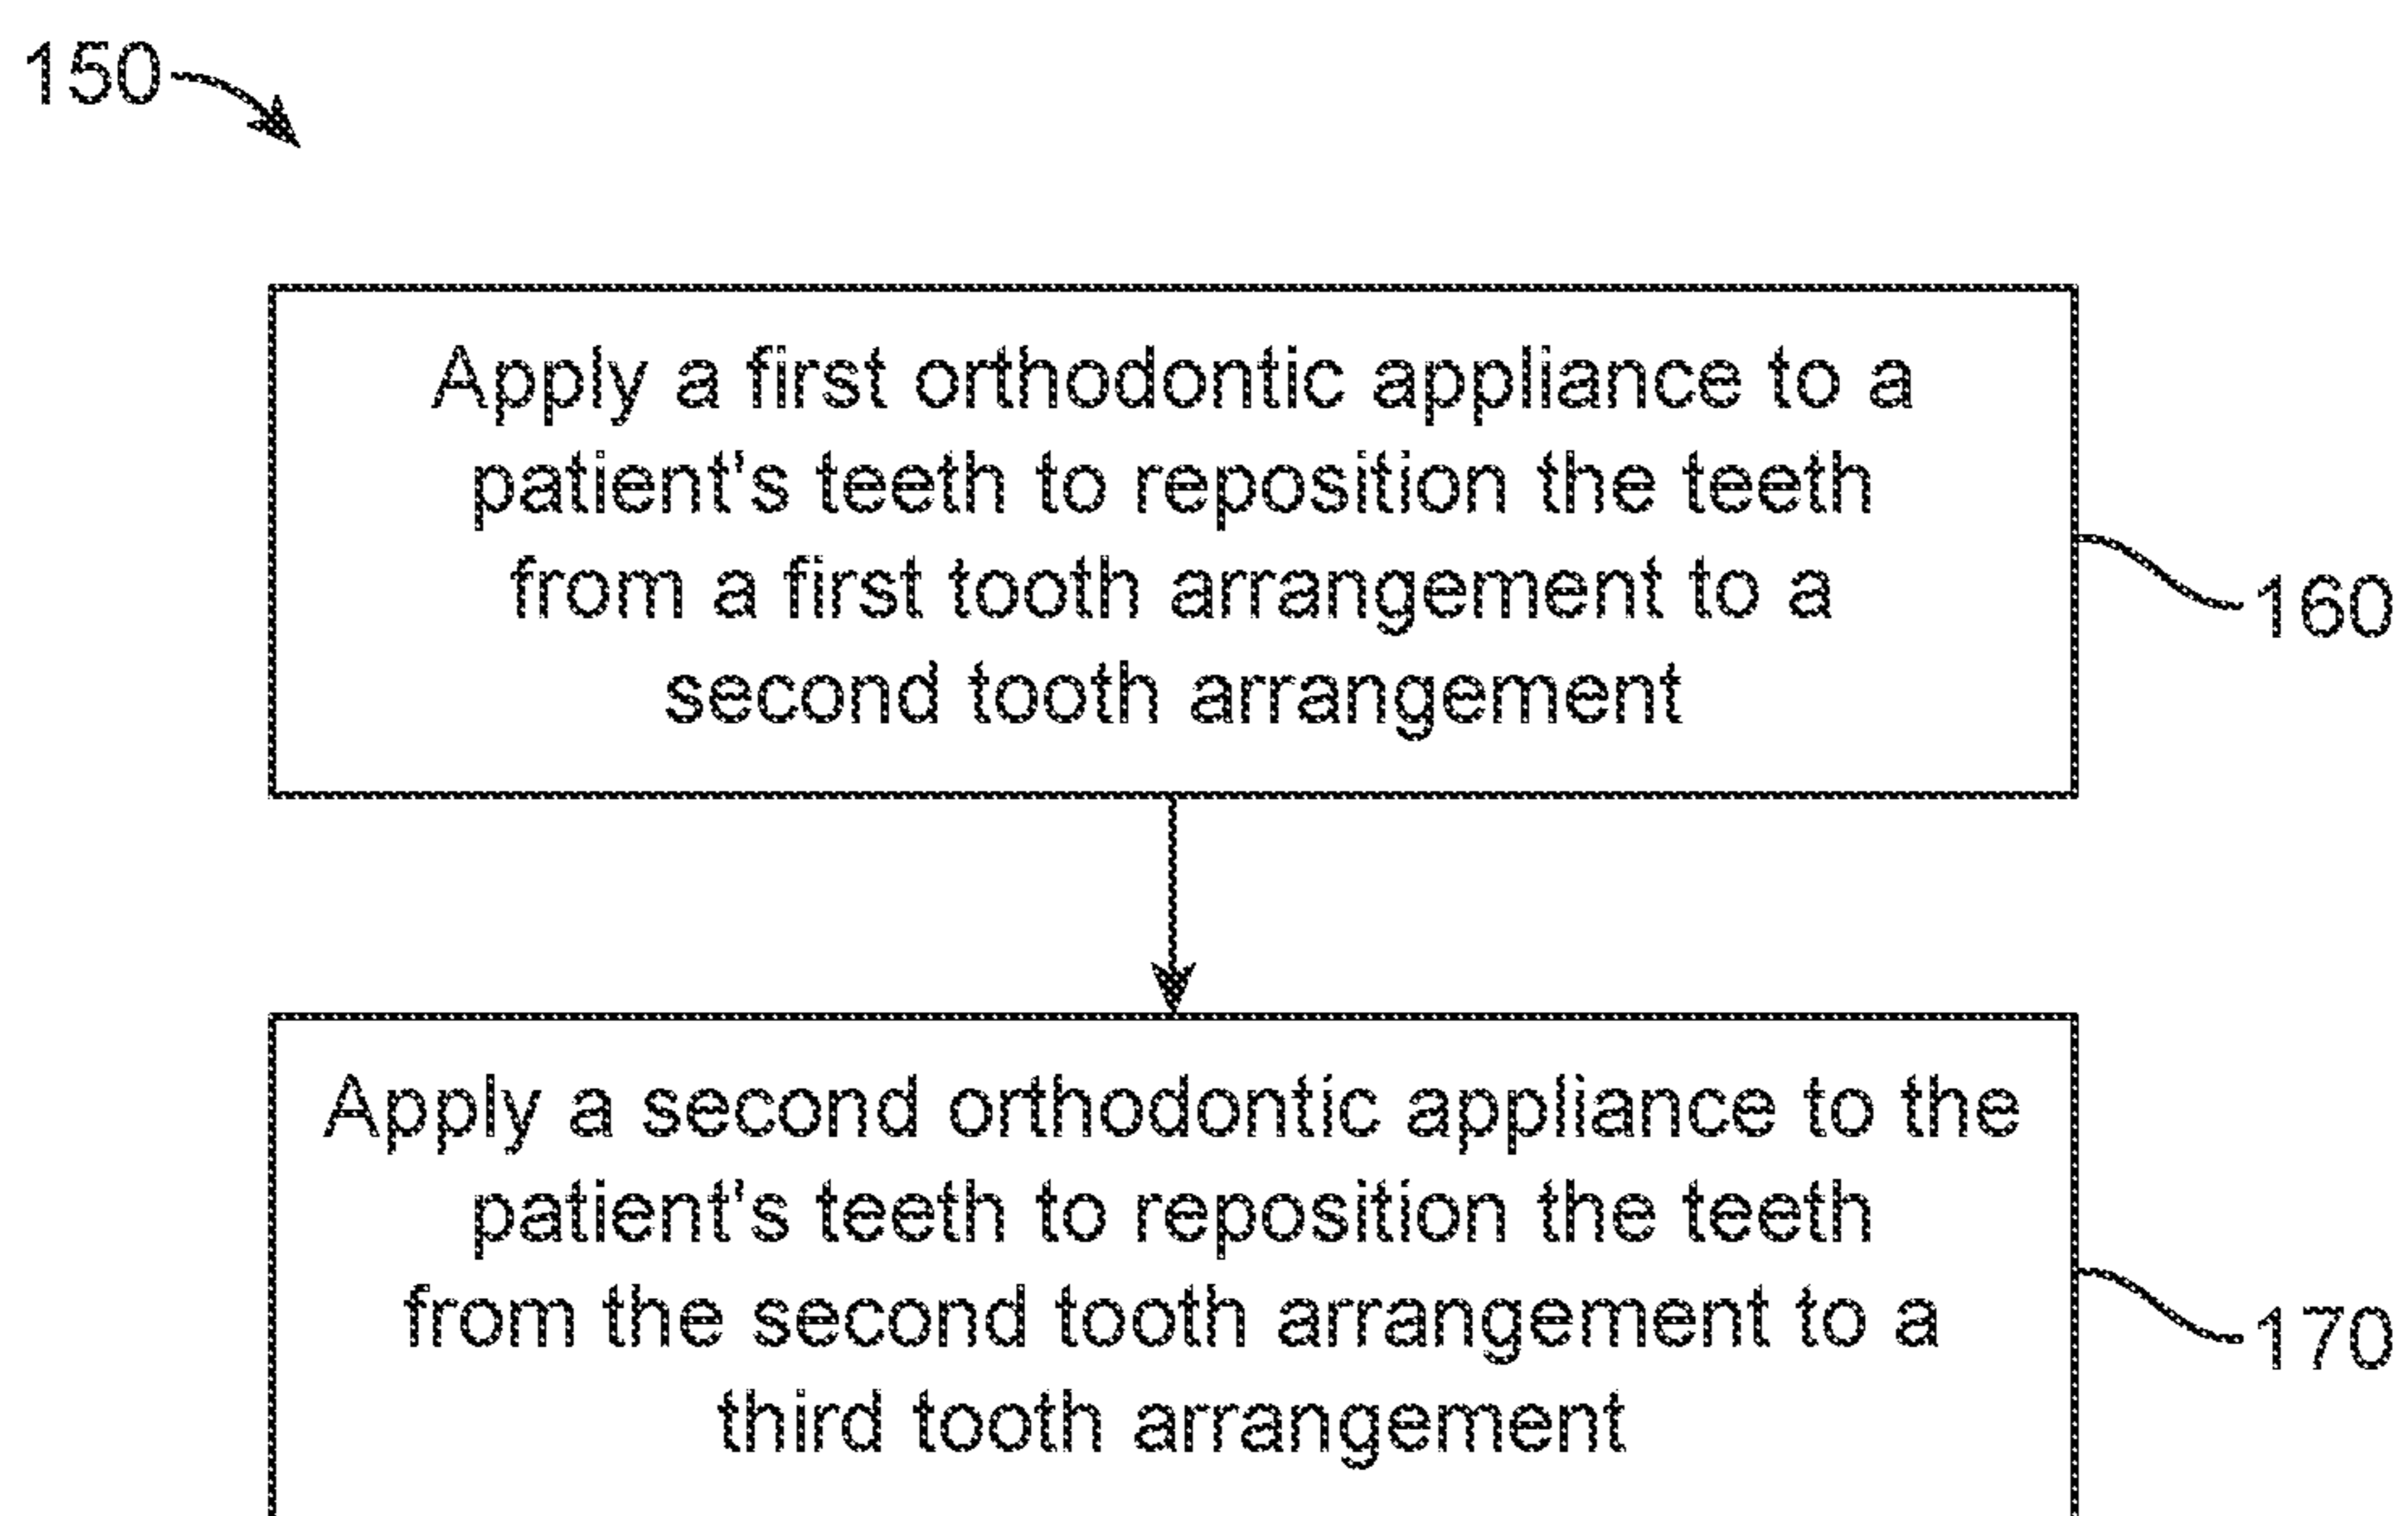 150
Apply a first orthodontic appliance to a
patient's teeth to reposition the teeth
from a first tooth arrangement to a
second tooth arrangement
160
Apply a second orthodontic appliance to the
patient's teeth to reposition the teeth
from the second tooth arrangement to a
third tooth arrangement
170